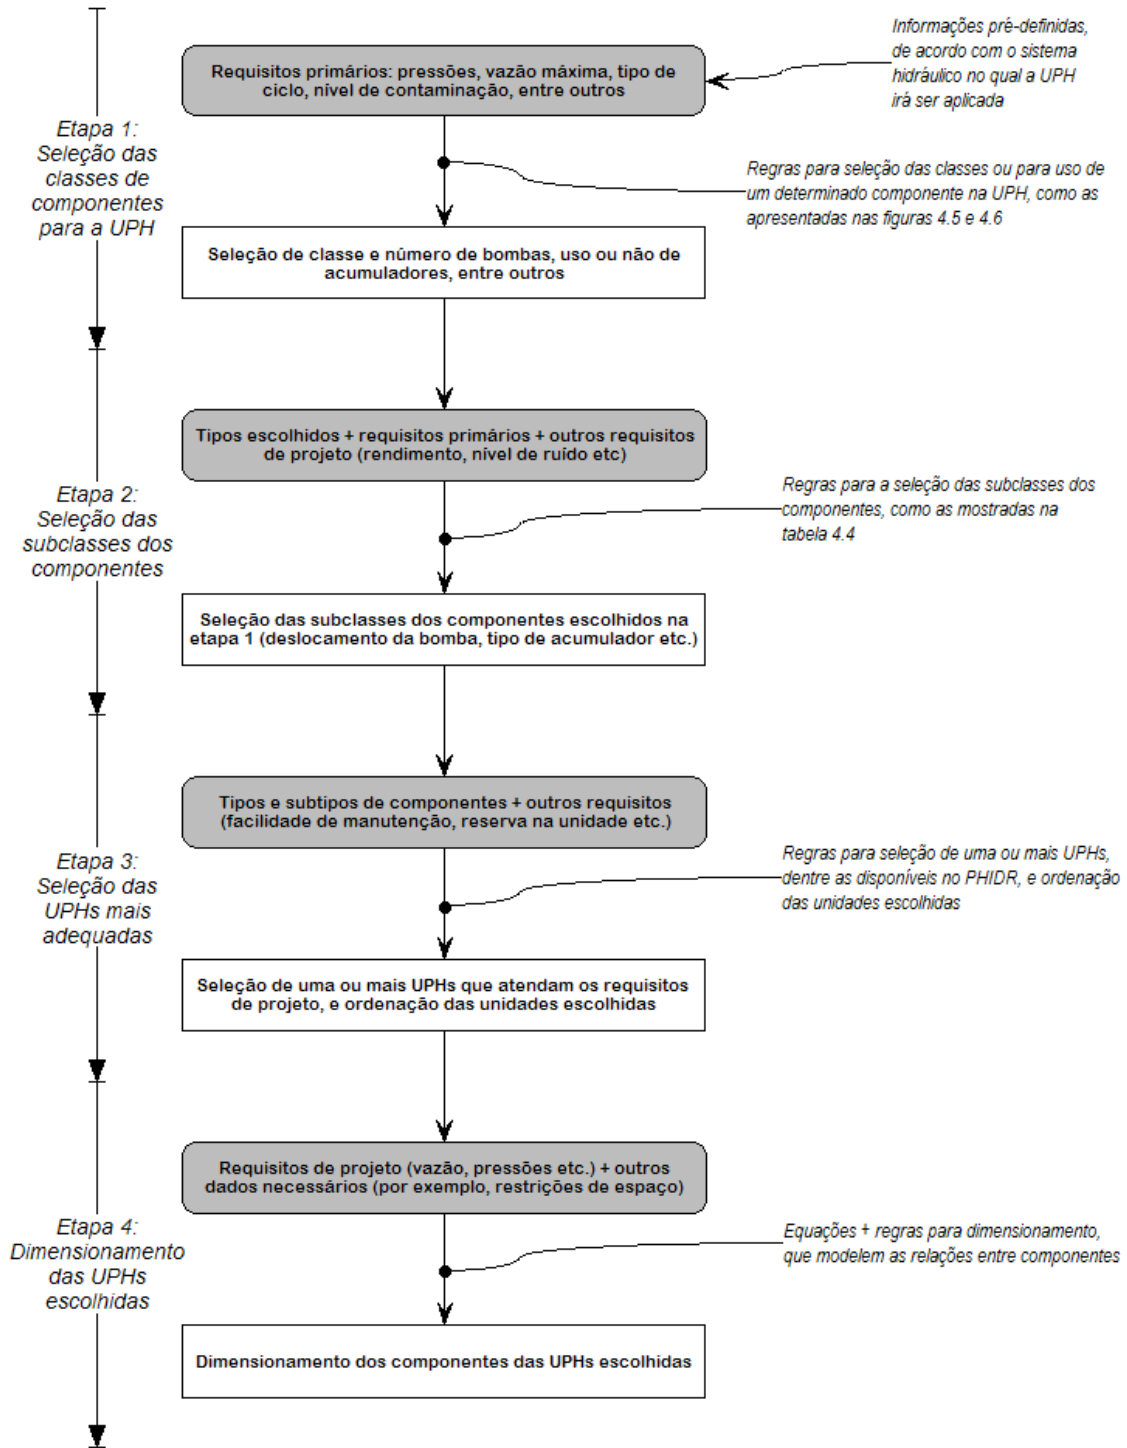 Informações pré-definidas,
de acordo com o sistema
hidráulico no qual a UPH
irá ser aplicada
Requisitos primários: pressões, vazão máxima, tipo de
ciclo, nível de contaminação, entre outros
Etapa 1:
Seleção das
classes de
componentes
para a UPH
Regras para seleção das classes ou para uso de
um determinado componente na UPH, como as
apresentadas nas figuras 4.5 e 4.6
Seleção de classe e número de bombas, uso ou não de
acumuladores, entre outros
Tipos escolhidos + requisitos primários + outros requisitos
de projeto (rendimento, nível de ruído etc)
Etapa 2:
Seleção das
subclasses dos
componentes
Regras para a seleção das subclasses dos
componentes, como as mostradas na
tabela 4.4
Seleção das subclasses dos componentes escolhidos na
etapa 1 (deslocamento da bomba, tipo de acumulador etc.)
Tipos e subtipos de componentes + outros requisitos
(facilidade de manutenção, reserva na unidade etc.)
Etapa 3:
Seleção das
UPHs mais
adequadas
Regras para seleção de uma ou mais UPHs,
dentre as disponíveis no PHIDR, e ordenação
das unidades escolhidas
Seleção de uma ou mais UPHs que atendam os requisitos
de projeto, e ordenação das unidades escolhidas
Requisitos de projeto (vazão, pressões etc.) + outros
dados necessários (por exemplo, restrições de espaço)
Etapa 4:
Dimensionamento
das UPHs
escolhidas
Equações + regras para dimensionamento,
que modelem as relações entre componentes
Dimensionamento dos componentes das UPHs escolhidas